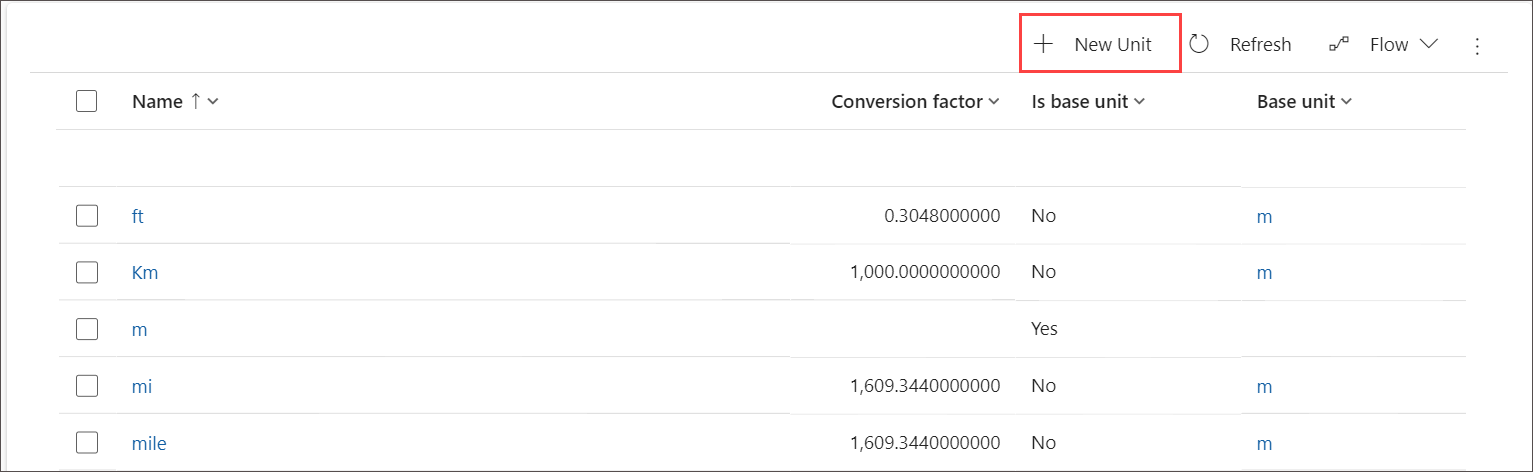 New Unit Refresh Flow
Name Conversion factor Is base unit Base unit
ft 0.3048000000 No m
Km 1,000.0000000000 No m
m Yes
mi 1,609.3440000000 No m
mile 1,609.3440000000 No m